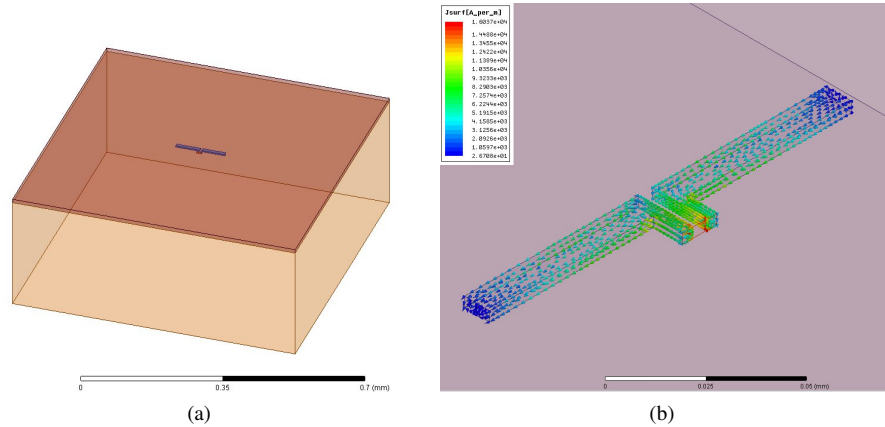 Jsurf[A_per_m]
1.6037e+04
1.4488e+04
1.3455e+04
1.2422e+04
1.1389e+04
1.0356e+04
9.3233e+03
8.2903e+03
7.2574e+03
6.2244e+03
5.1915e+03
4.1585e+03
3.1256e+03
2.0926e+03
1.0597e+03
2.6708e+01
0
0.35
0.7 (mm)
0
0.025
0.05 (mm)
(a)
(b)